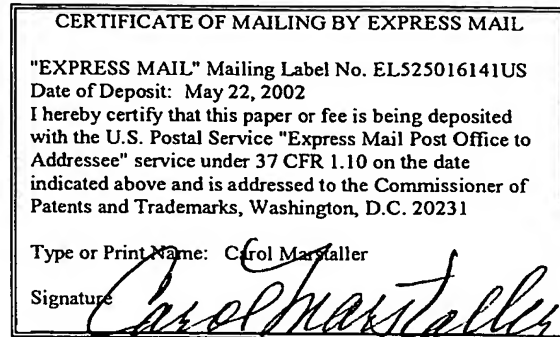 CERTIFICATE OF MAILING BY EXPRESS MAIL
"EXPRESS MAIL" Mailing Label No. EL525016141US
Date of Deposit: May 22, 2002
I hereby certify that this paper or fee is being deposited
with the U.S. Postal Service "Express Mail Post Office to
Addressee" service under 37 CFR 1.10 on the date
indicated above and is addressed to the Commissioner of
Patents and Trademarks, Washington, D.C. 20231
Type or Print Name: Carol Marstaller
Signature Carol Marstaller